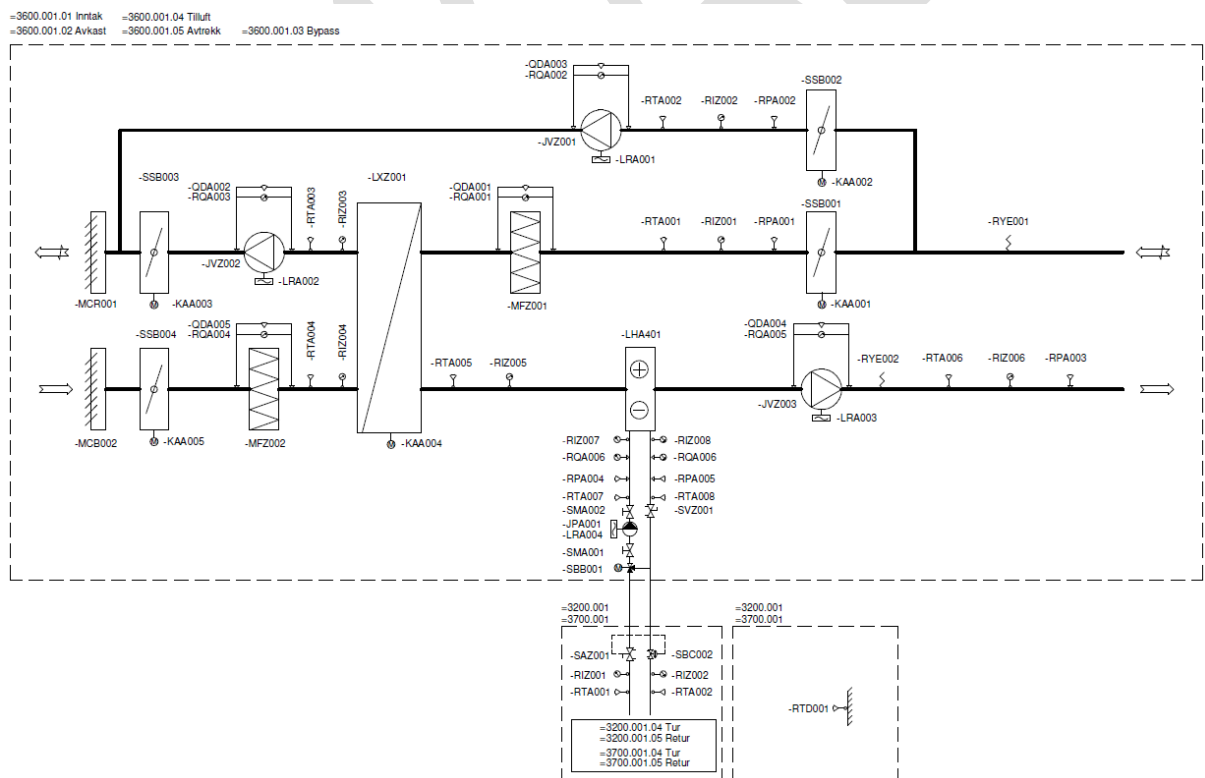 =3600.001.01 Inntak =3600.001.04 Tilluft
=3600.001.02 Avkast =3600.001.05 Avtrekk =3600.001.03 Bypass
-QDA003
-RQA002
-SSB002
-RTA002 -RIZ002 -RPA002
-JVZ001
-LRA001
-KAA002
-SSB003
-QDA002
-RQA003
-RTA003
-RIZ003
-LXZ001
-QDA001
-RQA001
-SSB001
-RTA001 -RIZ001 -RPA001
-RYE001
-JVZ002
-LRA002
-MCR001
-KAA003
-MFZ001
-KAA001
-SSB004
-QDA005
-RQA004
-RTA004
-RIZ004
-RTA005 -RIZ005
-LHA401
-QDA004
-RQA005
-RYE002 -RTA006 -RIZ006 -RPA003
-JVZ003
-LRA003
-MCB002
M -KAA005
-MFZ002
M -KAA004
-RIZ007 -RIZ008
-RQA006 -RQA006
-RPA004 -RPA005
-RTA007 -RTA008
-SMA002 -SVZ001
-JPA001
-LRA004
-SMA001
-SBB001 M
=3200.001 =3200.001
=3700.001 =3700.001
-SAZ001 -SBC002
-RIZ001 -RIZ002
-RTA001 -RTA002
-RTD001
=3200.001.04 Tur
=3200.001.05 Retur
=3700.001.04 Tur
=3700.001.05 Retur